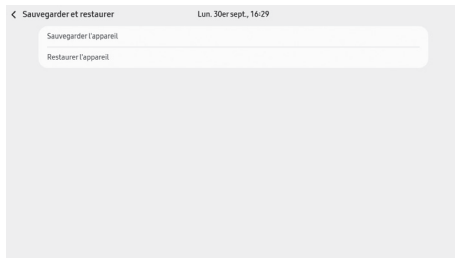 Sauvegarder et restaurer
Lun. 30er sept., 16:29
Sauvegarder l'appareil
Restaurer l'appareil